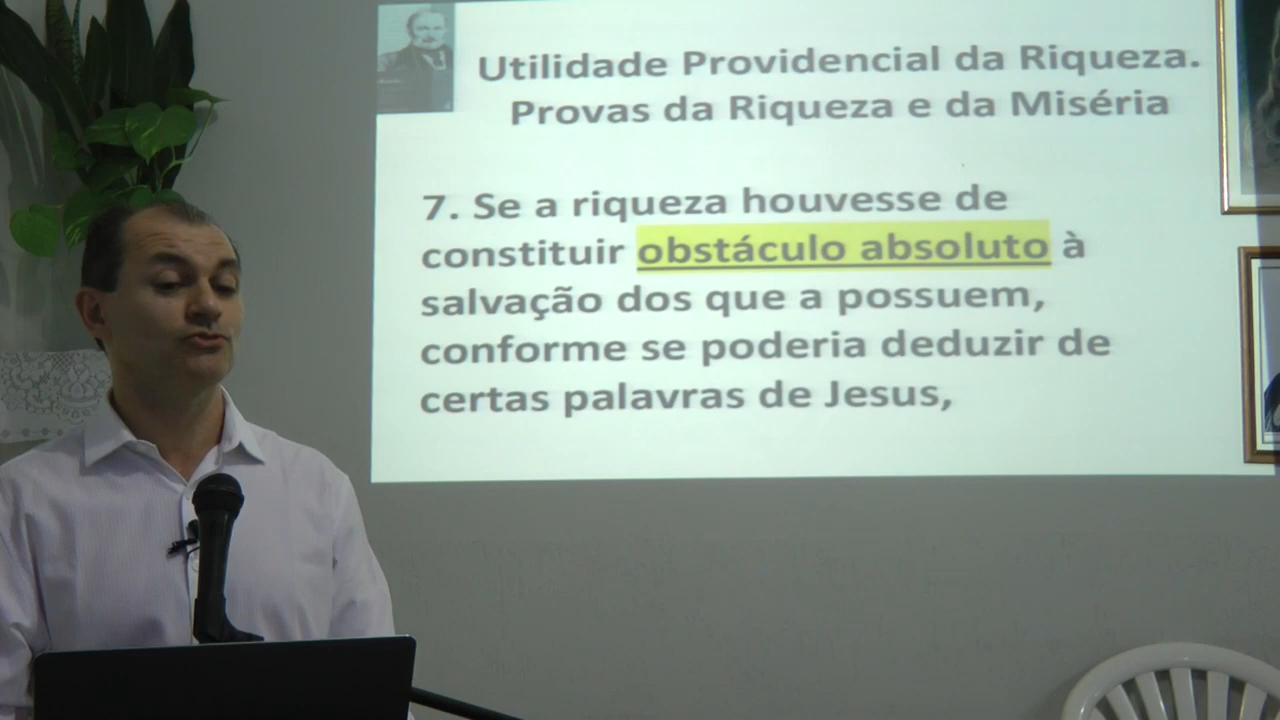 Utilidade Providencial da Riqueza.
Provas da Riqueza e da Miséria
7. Se a riqueza houvesse de
constituir obstáculo absoluto à
salvação dos que a possuem,
conforme se poderia deduzir de
certas palavras de Jesus,